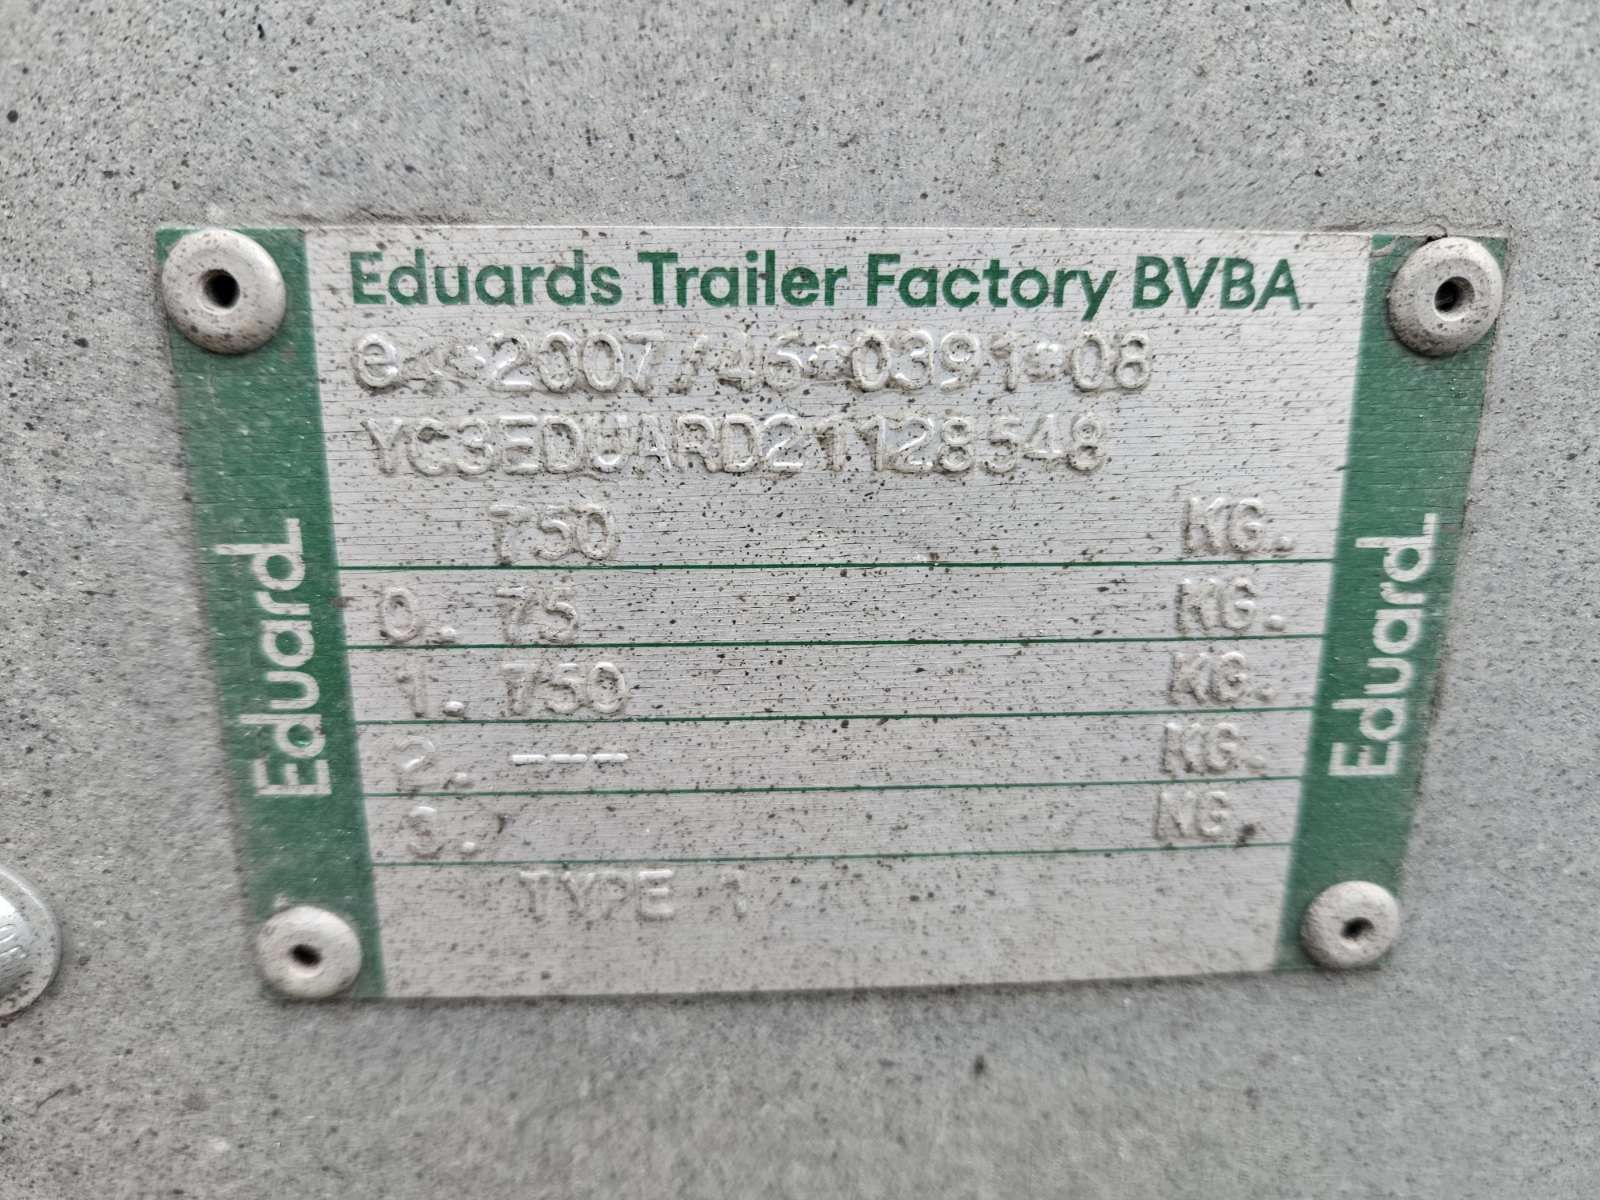 Eduards Trailer Factory BVBA
e4*2007/46*0391*08
YC3EDUARD21128548
750 KG.
0. 75 KG.
1. 750 KG.
2. --- KG.
3. KG.
TYPE 1
Eduard
Eduard